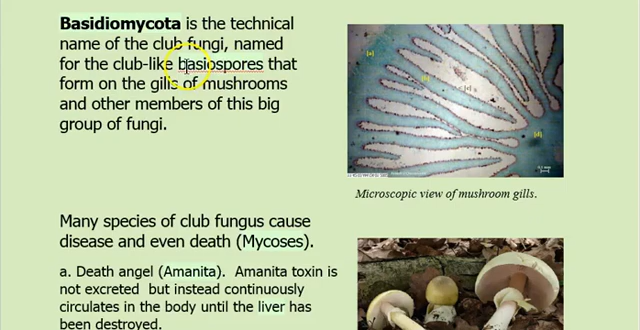 Basidiomycota is the technical
name of the club fungi, named
for the club-like basiospores that
form on the gills of mushrooms
and other members of this big
group of fungi.
[a]
[b]
[c]
[d]
0.1 mm
Microscopic view of mushroom gills.
Many species of club fungus cause
disease and even death (Mycoses).
a. Death angel (Amanita). Amanita toxin is
not excreted but instead continuously
circulates in the body until the liver has
been destroyed.